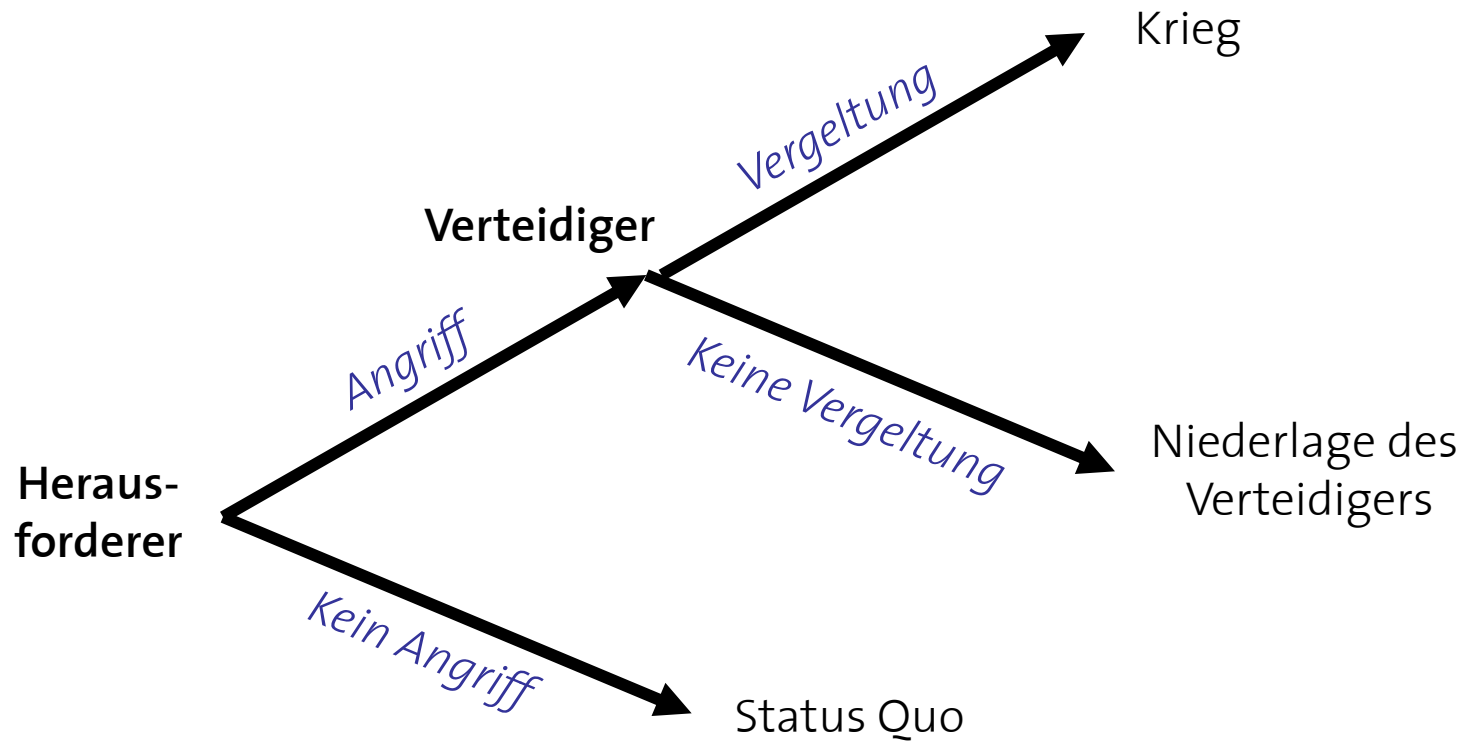 Krieg
Vergeltung
Verteidiger
Angriff
Keine Vergeltung
Niederlage des
Verteidigers
Heraus-
forderer
Kein Angriff
Status Quo